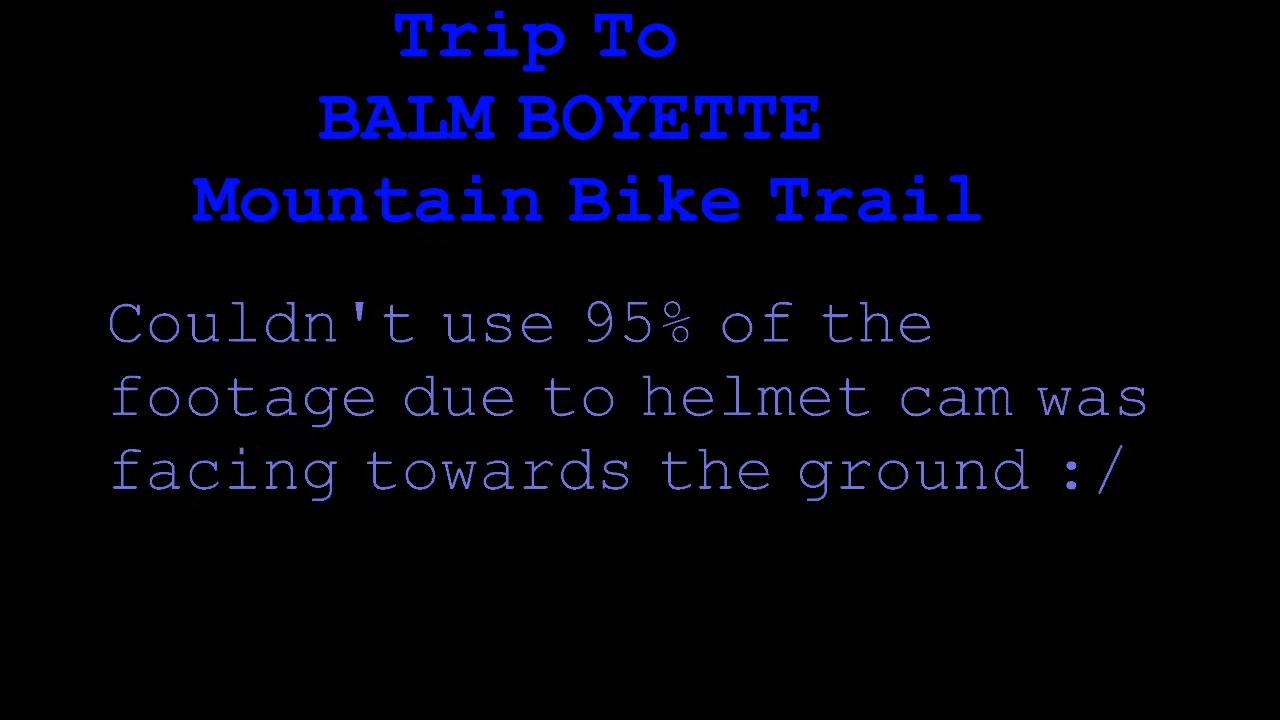 Trip To
BALM BOYETTE
Mountain Bike Trail
Couldn't use 95% of the
footage due to helmet cam was
facing towards the ground :/